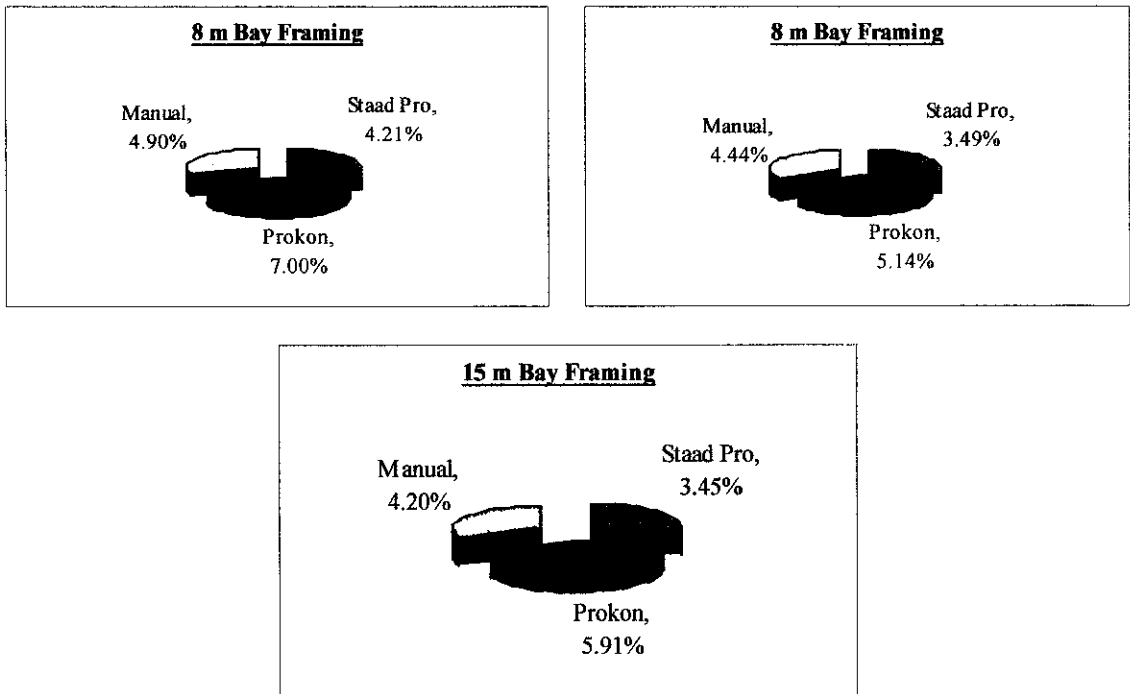 8 m Bay Framing
Manual,
4.90%
Staad Pro,
4.21%
Prokon,
7.00%
8 m Bay Framing
Manual,
4.44%
Staad Pro,
3.49%
Prokon,
5.14%
15 m Bay Framing
Manual,
4.20%
Staad Pro,
3.45%
Prokon,
5.91%